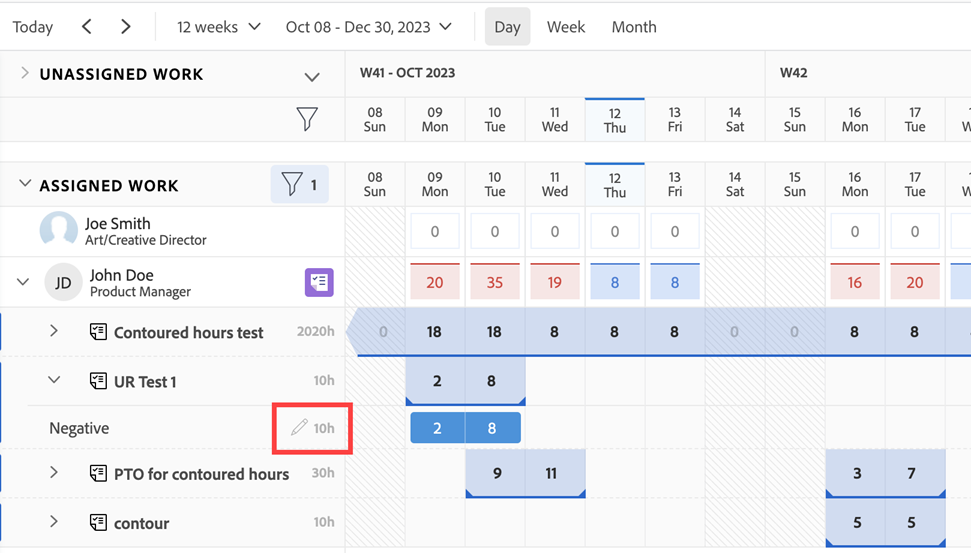 Today 12 weeks Oct 08 - Dec 30, 2023 Day Week Month
UNASSIGNED WORK W41 - OCT 2023 W42
08 09 10 11 12 13 14 15 16 17
Sun Mon Tue Wed Thu Fri Sat Sun Mon Tue
ASSIGNED WORK 1
08 09 10 11 12 13 14 15 16 17
Sun Mon Tue Wed Thu Fri Sat Sun Mon Tue
Joe Smith
Art/Creative Director
0 0 0 0 0 0 0
JD John Doe
Product Manager
20 35 19 8 8 16 20
Contoured hours test 2020h 0 18 18 8 8 8 0 0 8 8
UR Test 1 10h 2 8
Negative 10h 2 8
PTO for contoured hours 30h 9 11 3 7
contour 10h 5 5